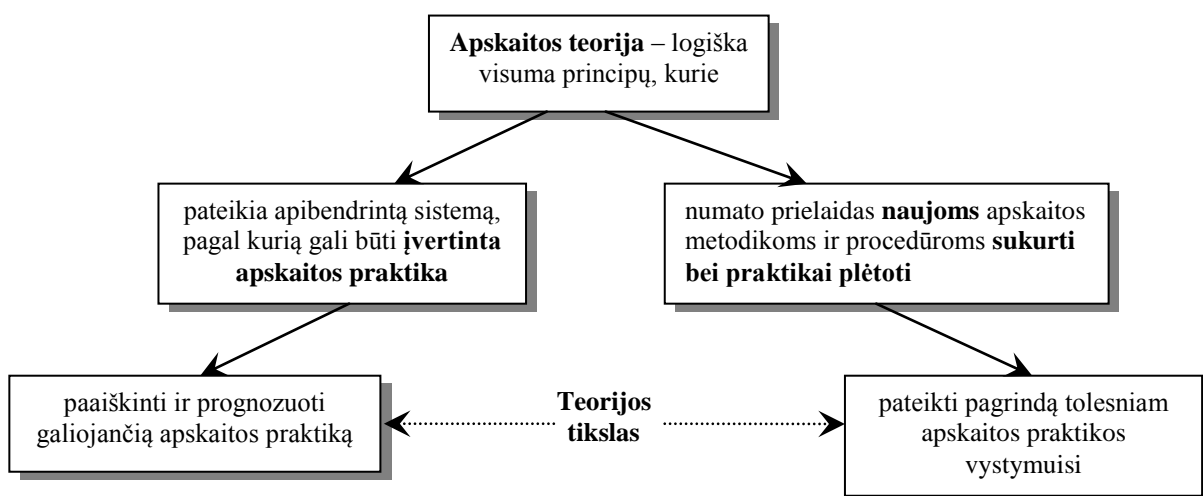 Apskaitos teorija – logiška
visuma principų, kurie
pateikia apibendrintą sistemą,
pagal kurią gali būti įvertinta
apskaitos praktika
numato prielaidas naujoms apskaitos
metodikoms ir procedūroms sukurti
bei praktikai plėtoti
paaiškinti ir prognozuoti
galiojančią apskaitos praktiką
Teorijos
tikslas
pateikti pagrindą tolesniam
apskaitos praktikos
vystymuisi